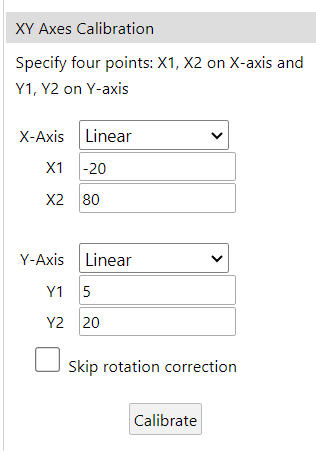 XY Axes Calibration
Specify four points: X1, X2 on X-axis and
Y1, Y2 on Y-axis
X-Axis Linear
X1 -20
X2 80
Y-Axis Linear
Y1 5
Y2 20
Skip rotation correction
Calibrate